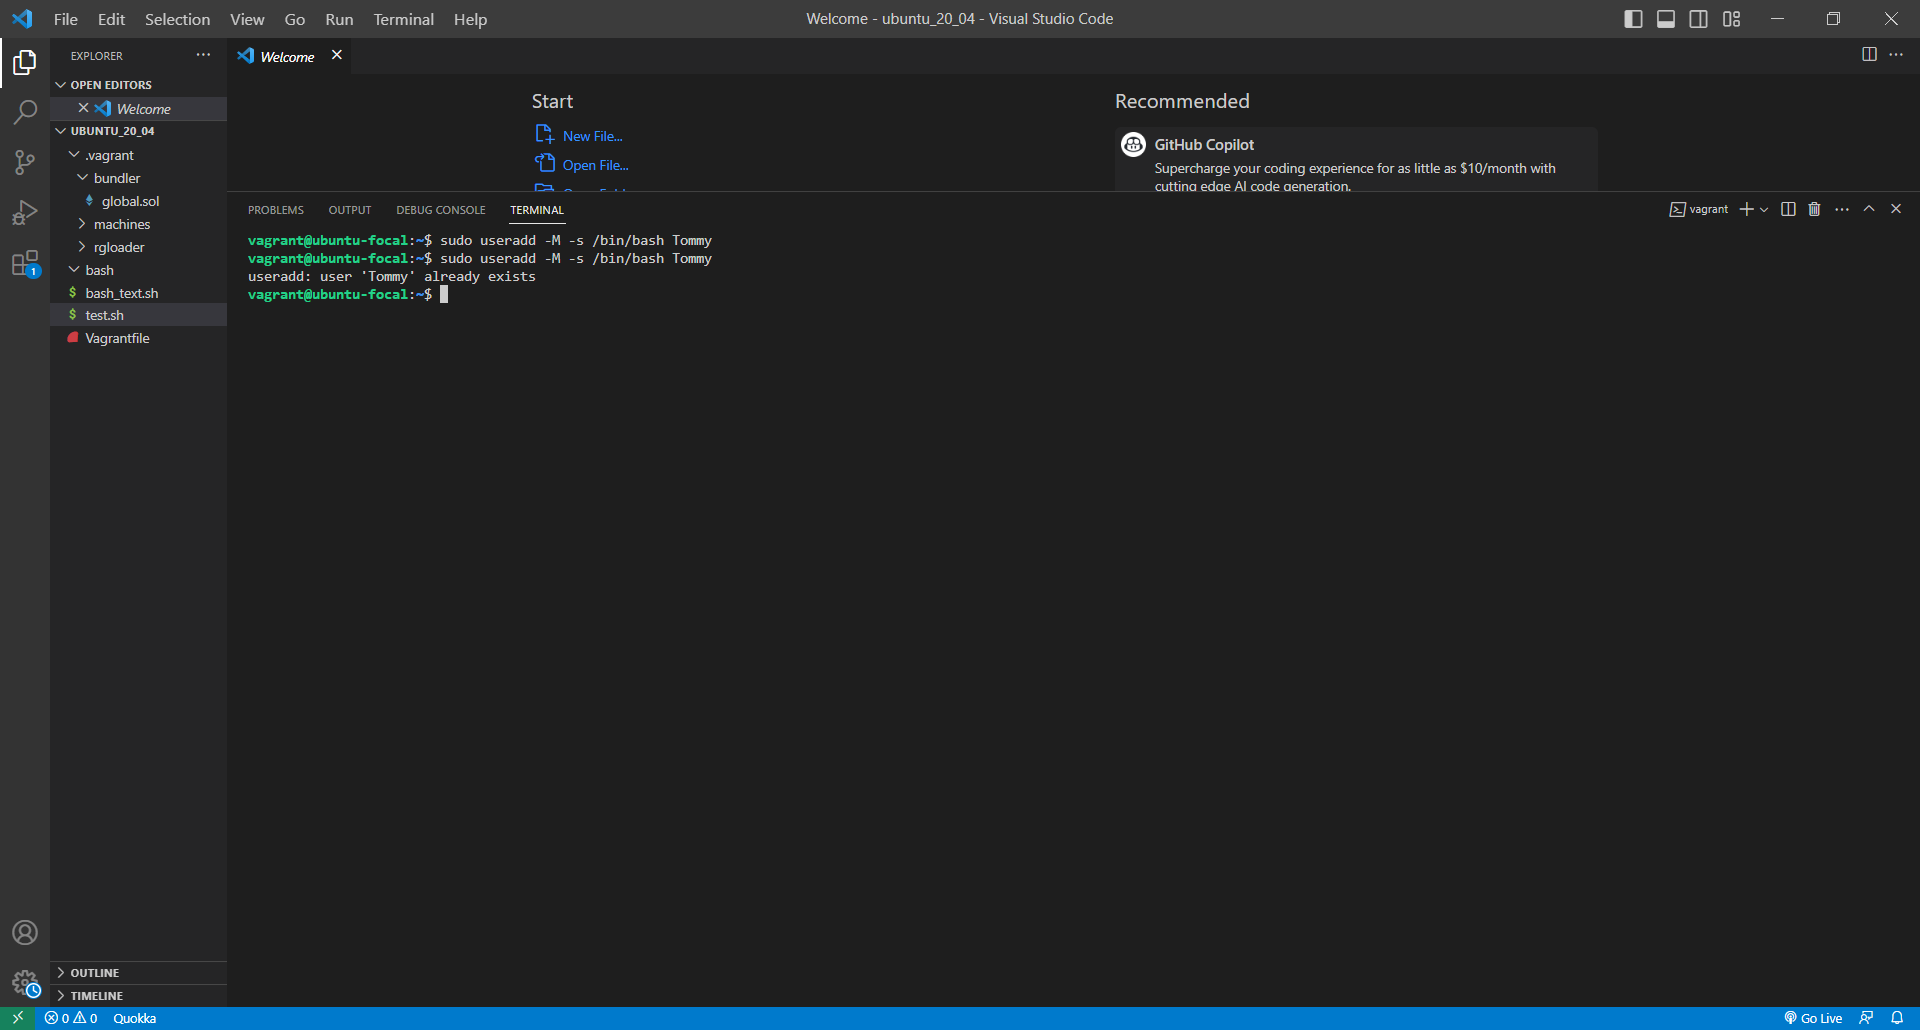 File Edit Selection View Go Run Terminal Help
Welcome - ubuntu_20_04 - Visual Studio Code
EXPLORER
OPEN EDITORS
Welcome
UBUNTU_20_04
.vagrant
bundler
global.sol
machines
rgloader
bash
bash_text.sh
test.sh
Vagrantfile
OUTLINE
TIMELINE
Welcome
Start
New File...
Open File...
Recommended
GitHub Copilot
Supercharge your coding experience for as little as $10/month with
cutting edge AI code generation.
PROBLEMS OUTPUT DEBUG CONSOLE TERMINAL
vagrant
vagrant@ubuntu-focal:~$ sudo useradd -M -s /bin/bash Tommy
vagrant@ubuntu-focal:~$ sudo useradd -M -s /bin/bash Tommy
useradd: user 'Tommy' already exists
vagrant@ubuntu-focal:~$
1
0 0 Quokka
Go Live